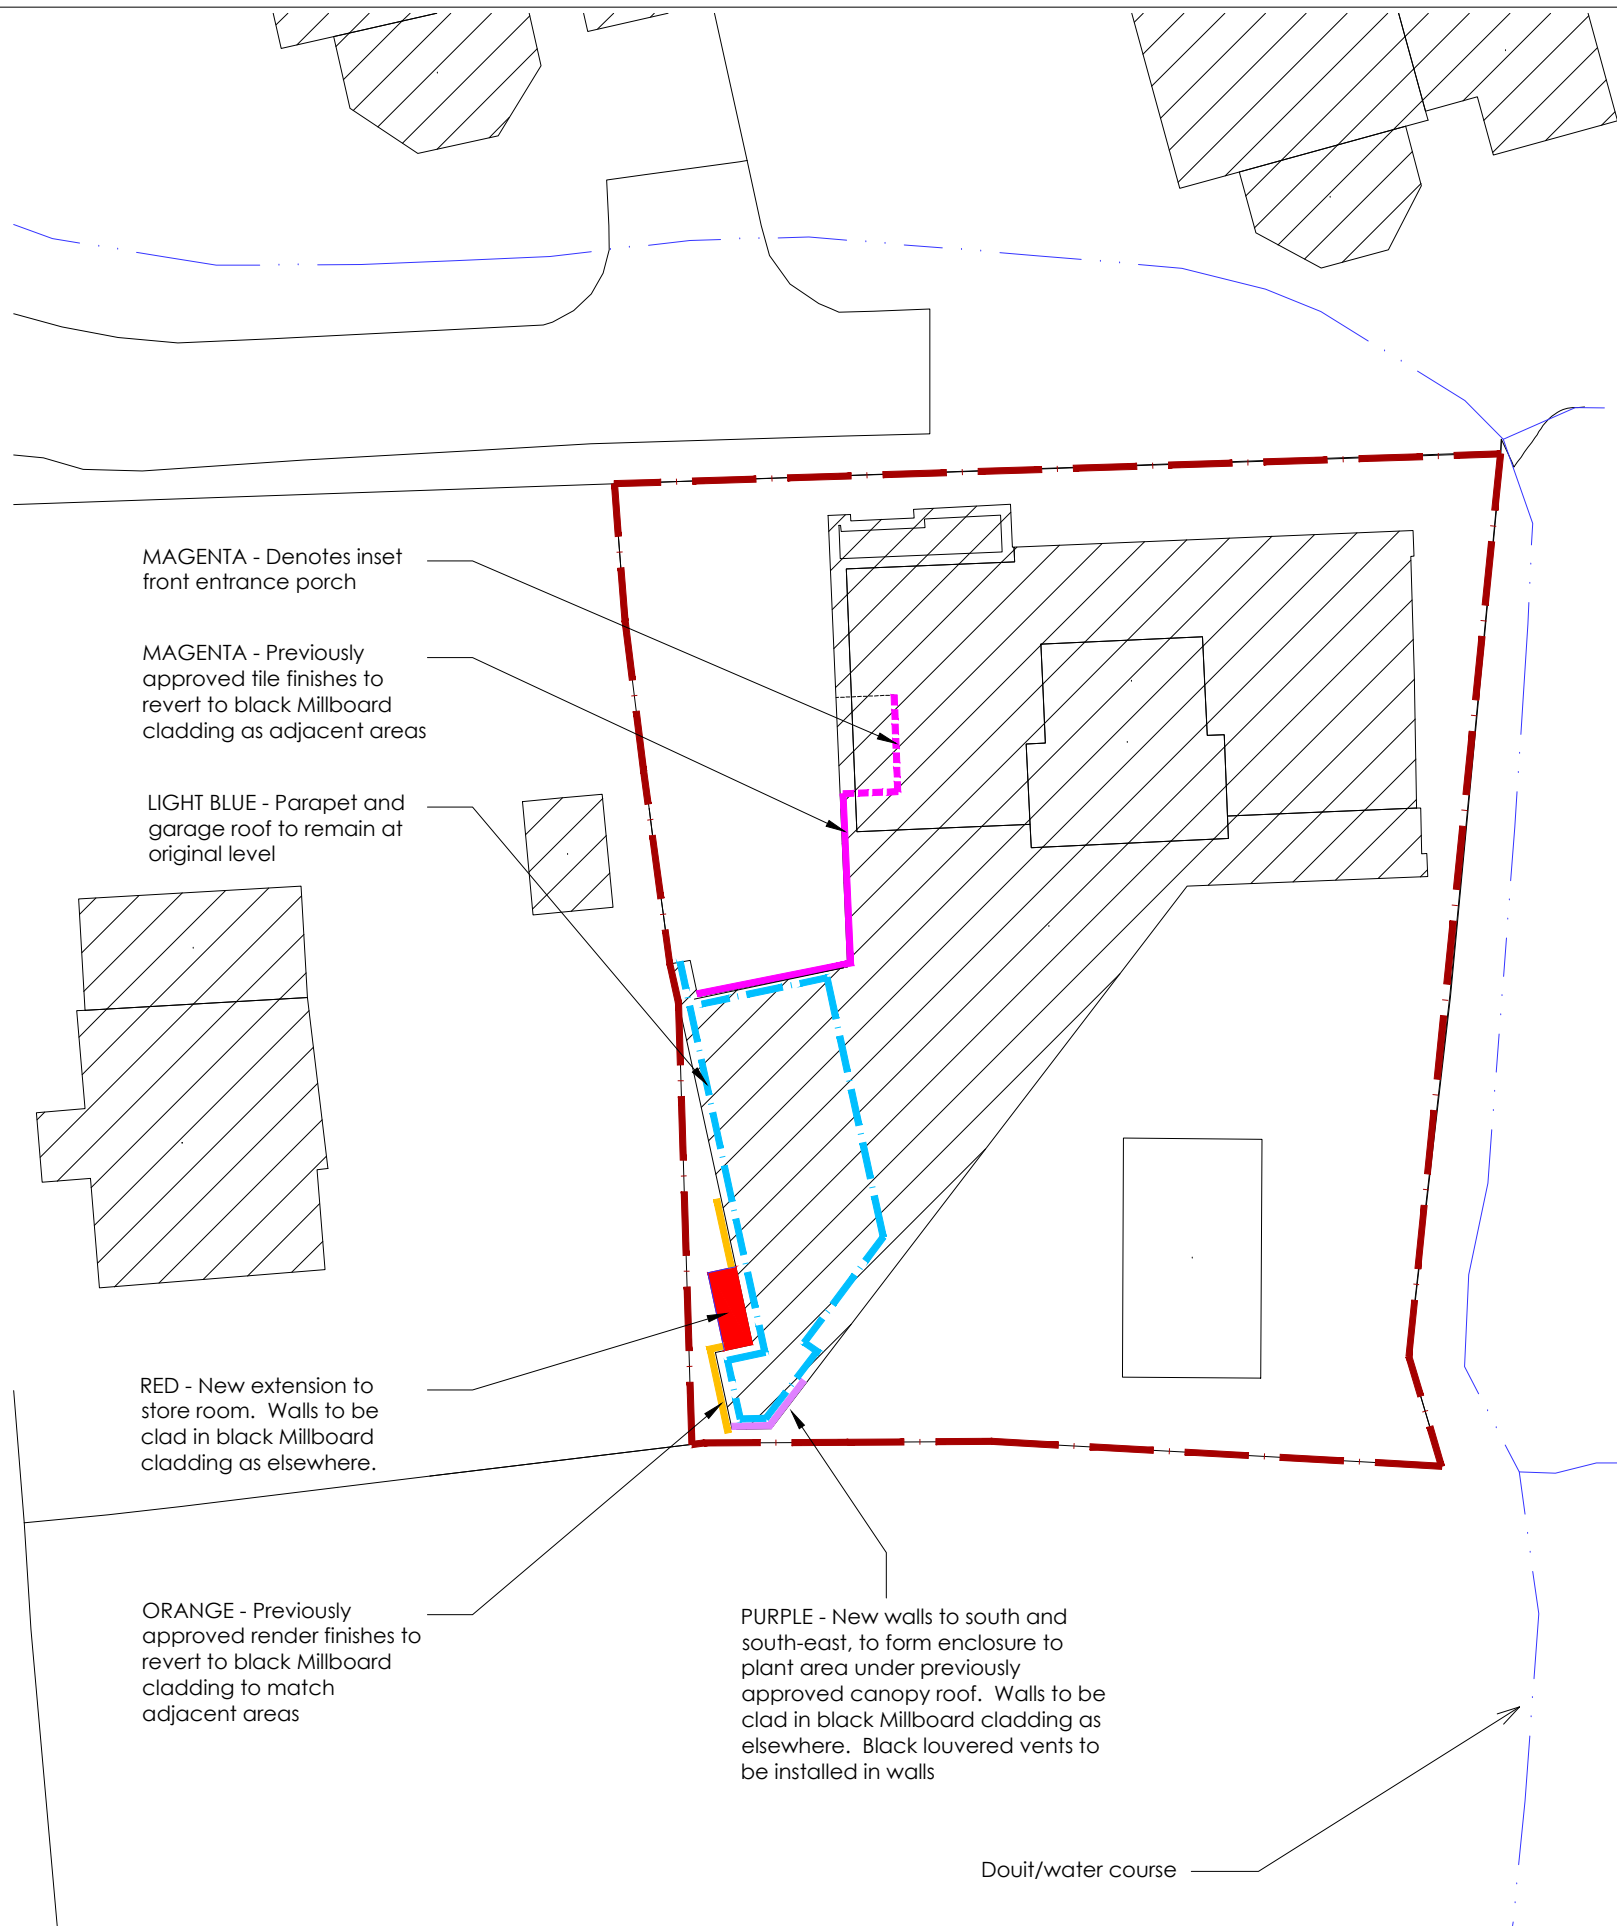 MAGENTA - Denotes inset
front entrance porch
MAGENTA - Previously
approved tile finishes to
revert to black Millboard
cladding as adjacent areas
LIGHT BLUE - Parapet and
garage roof to remain at
original level
RED - New extension to
store room.  Walls to be
clad in black Millboard
cladding as elsewhere.
ORANGE - Previously
approved render finishes to
revert to black Millboard
cladding to match
adjacent areas
PURPLE - New walls to south and
south-east, to form enclosure to
plant area under previously
approved canopy roof.  Walls to be
clad in black Millboard cladding as
elsewhere.  Black louvered vents to
be installed in walls
Douit/water course